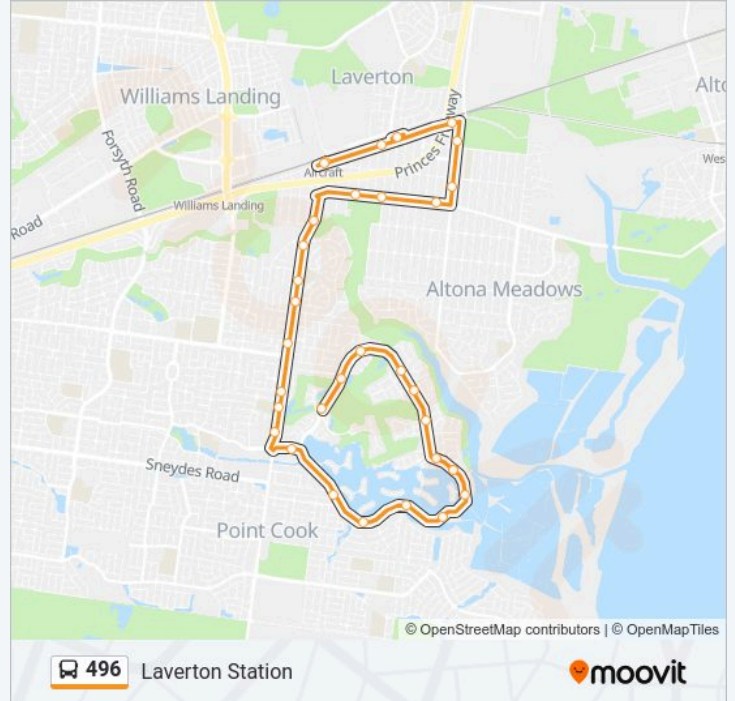 Laverton
Williams Landing
Alto
Forsyth Road
Princes Freeway
Aircraft
Wes
Williams Landing
Road
Altona Meadows
Sneydes Road
Point Cook
© OpenStreetMap contributors | © OpenMapTiles
496 Laverton Station
moovit